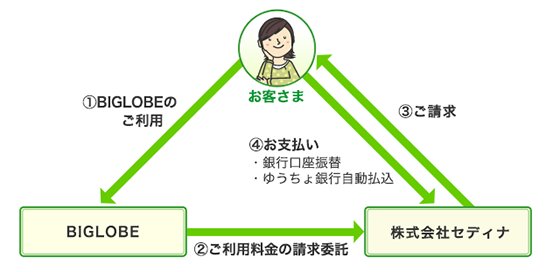 お客さま
①BIGLOBEの
ご利用
③ご請求
④お支払い
・銀行口座振替
・ゆうちょ銀行自動払込
BIGLOBE
②ご利用料金の請求委託
株式会社セディナ